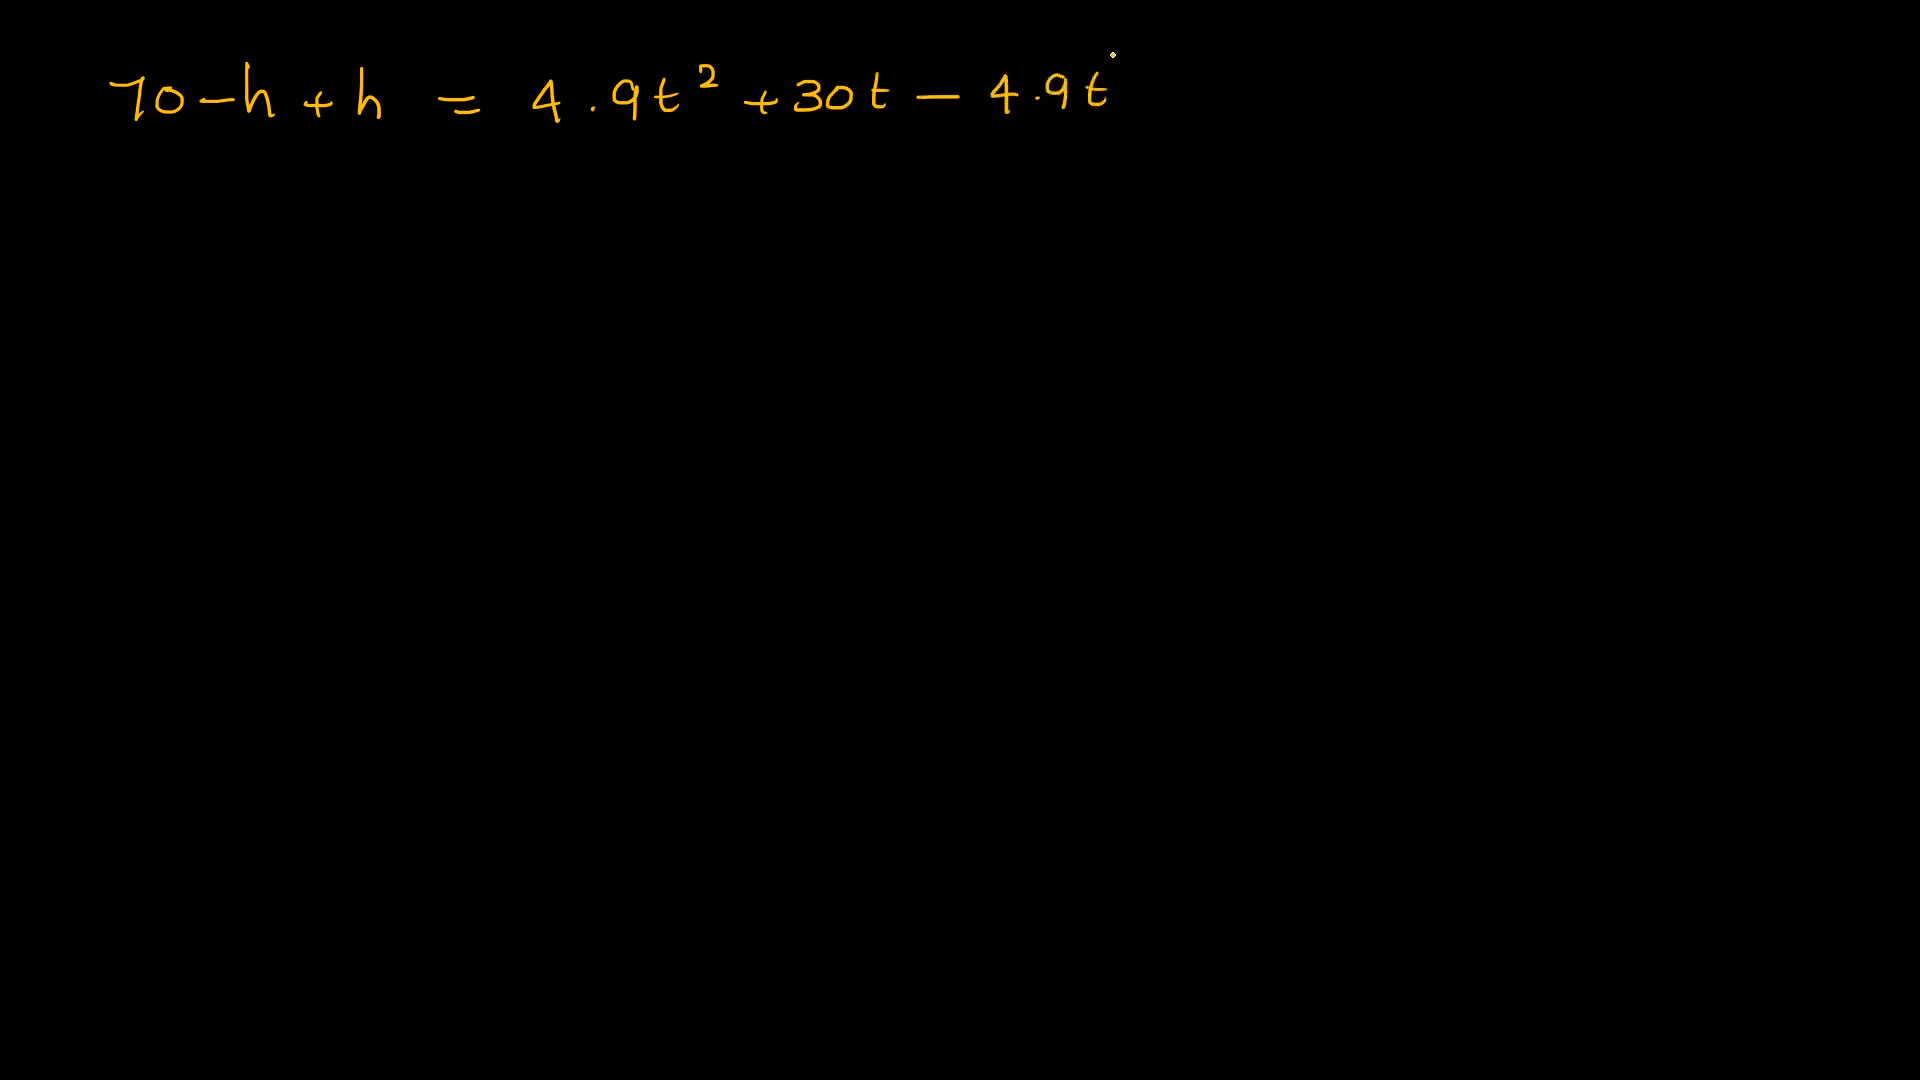 70-h+h = 4.9t² +30t - 4.9t